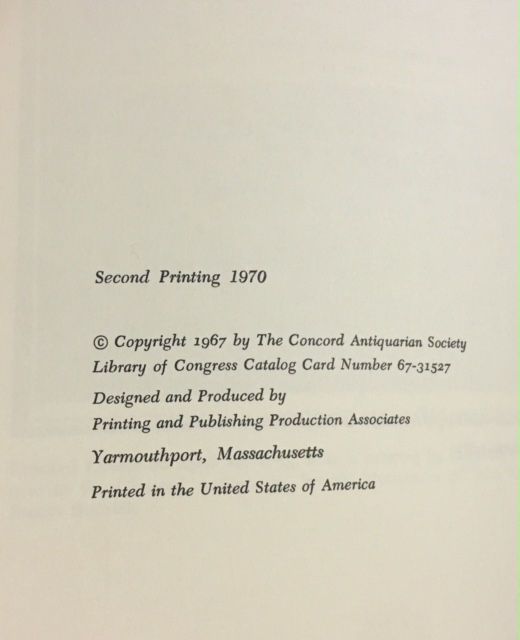 Second Printing 1970
© Copyright 1967 by The Concord Antiquarian Society
Library of Congress Catalog Card Number 67-31527
Designed and Produced by
Printing and Publishing Production Associates
Yarmouthport, Massachusetts
Printed in the United States of America